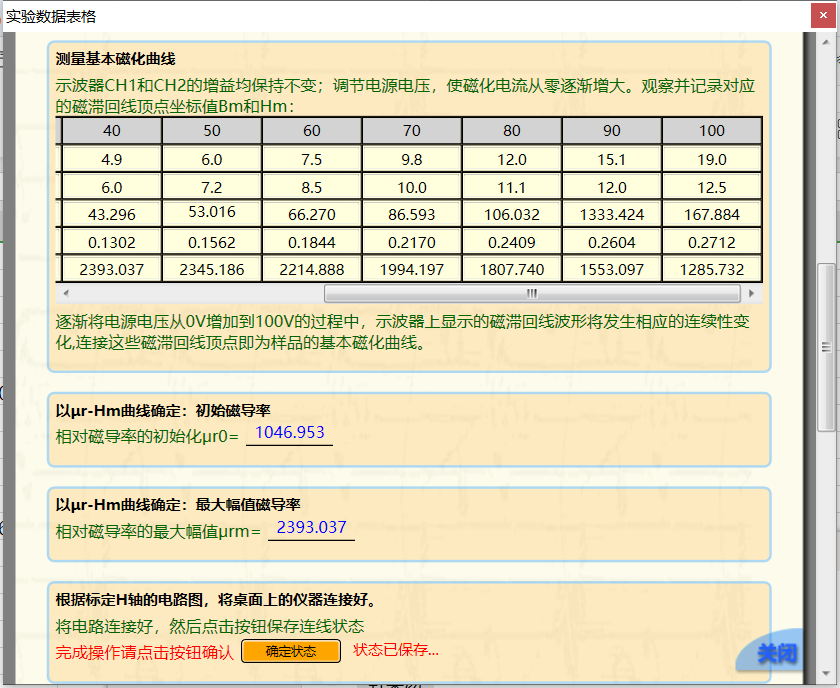 实验数据表格
测量基本磁化曲线
示波器CH1和CH2的增益均保持不变；调节电源电压，使磁化电流从零逐渐增大。观察并记录对应
的磁滞回线顶点坐标值Bm和Hm：
40 50 60 70 80 90 100
4.9 6.0 7.5 9.8 12.0 15.1 19.0
6.0 7.2 8.5 10.0 11.1 12.0 12.5
43.296 53.016 66.270 86.593 106.032 1333.424 167.884
0.1302 0.1562 0.1844 0.2170 0.2409 0.2604 0.2712
2393.037 2345.186 2214.888 1994.197 1807.740 1553.097 1285.732
逐渐将电源电压从0V增加到100V的过程中，示波器上显示的磁滞回线波形将发生相应的连续性变
化,连接这些磁滞回线顶点即为样品的基本磁化曲线。
以μr-Hm曲线确定：初始磁导率
相对磁导率的初始化μr0= 1046.953
以μr-Hm曲线确定：最大幅值磁导率
相对磁导率的最大幅值μrm= 2393.037
根据标定H轴的电路图，将桌面上的仪器连接好。
将电路连接好，然后点击按钮保存连线状态
完成操作请点击按钮确认 确定状态 状态已保存...
关闭